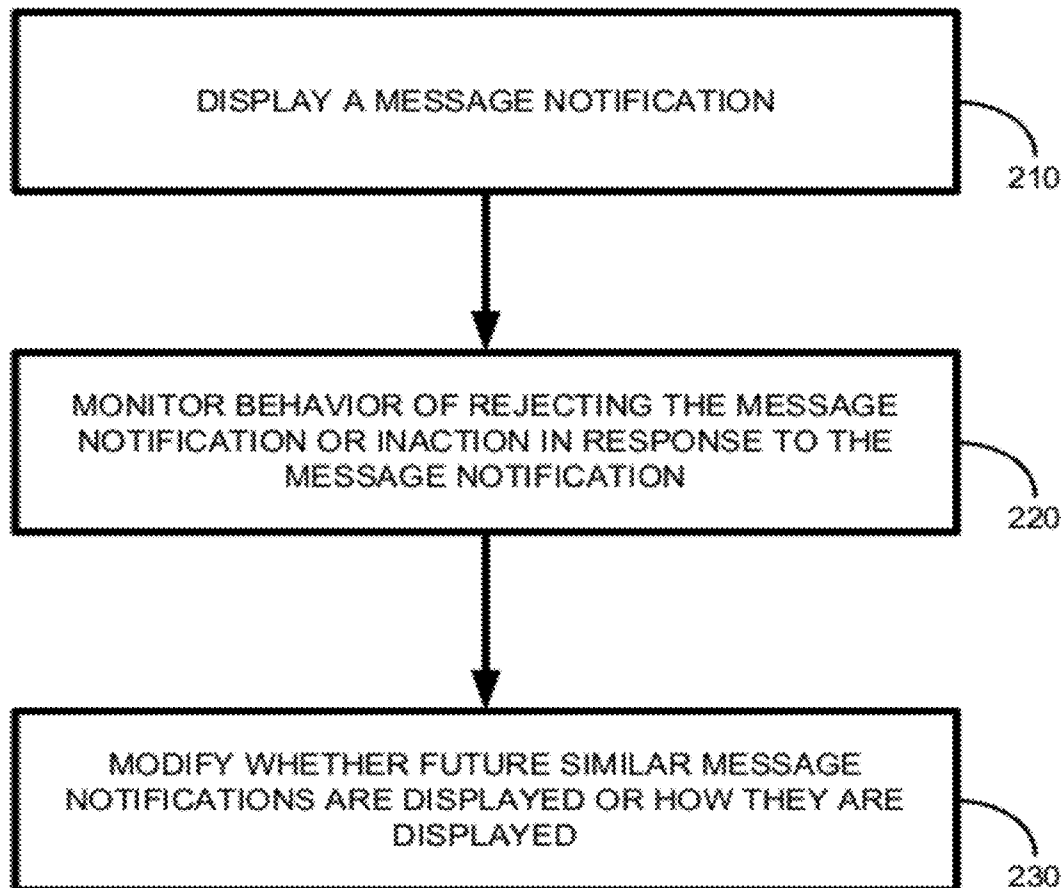 DISPLAY A MESSAGE NOTIFICATION
210
MONITOR BEHAVIOR OF REJECTING THE MESSAGE
NOTIFICATION OR INACTION IN RESPONSE TO THE
MESSAGE NOTIFICATION
220
MODIFY WHETHER FUTURE SIMILAR MESSAGE
NOTIFICATIONS ARE DISPLAYED OR HOW THEY ARE
DISPLAYED
230